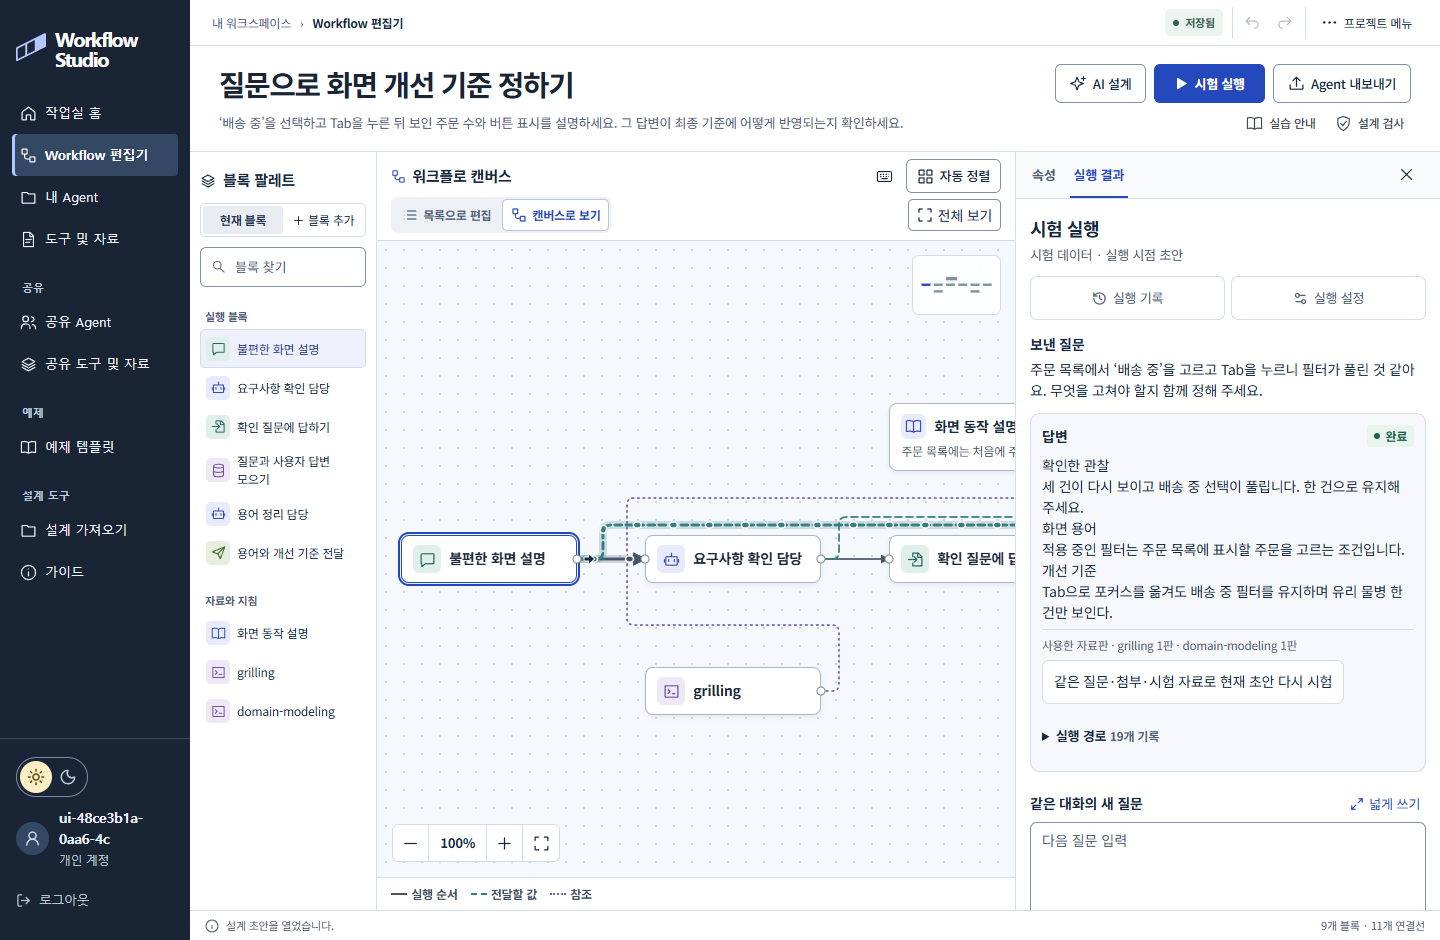 Workflow
Studio
작업실 홈
Workflow 편집기
내 Agent
도구 및 자료
공유
공유 Agent
공유 도구 및 자료
예제
예제 템플릿
설계 도구
설계 가져오기
가이드
ui-48ce3b1a-
0aa6-4c
개인 계정
로그아웃
내 워크스페이스 › Workflow 편집기
저장됨
프로젝트 메뉴
질문으로 화면 개선 기준 정하기
‘배송 중’을 선택하고 Tab을 누른 뒤 보인 주문 수와 버튼 표시를 설명하세요. 그 답변이 최종 기준에 어떻게 반영되는지 확인하세요.
AI 설계
시험 실행
Agent 내보내기
실습 안내
설계 검사
블록 팔레트
현재 블록
블록 추가
블록 찾기
실행 블록
불편한 화면 설명
요구사항 확인 담당
확인 질문에 답하기
질문과 사용자 답변
모으기
용어 정리 담당
용어와 개선 기준 전달
자료와 지침
화면 동작 설명
grilling
domain-modeling
워크플로 캔버스
자동 정렬
목록으로 편집
캔버스로 보기
전체 보기
화면 동작 설명
주문 목록에는 처음에 주
불편한 화면 설명
요구사항 확인 담당
확인 질문에 답
grilling
100%
실행 순서
전달할 값
참조
속성
실행 결과
시험 실행
시험 데이터 · 실행 시점 초안
실행 기록
실행 설정
보낸 질문
주문 목록에서 ‘배송 중’을 고르고 Tab을 누르니 필터가 풀린 것 같아
요. 무엇을 고쳐야 할지 함께 정해 주세요.
답변
완료
확인한 관찰
세 건이 다시 보이고 배송 중 선택이 풀립니다. 한 건으로 유지해
주세요.
화면 용어
적용 중인 필터는 주문 목록에 표시할 주문을 고르는 조건입니다.
개선 기준
Tab으로 포커스를 옮겨도 배송 중 필터를 유지하며 유리 물병 한
건만 보인다.
사용한 자료판 · grilling 1판 · domain-modeling 1판
같은 질문·첨부·시험 자료로 현재 초안 다시 시험
실행 경로 19개 기록
같은 대화의 새 질문
넓게 쓰기
다음 질문 입력
설계 초안을 열었습니다.
9개 블록 · 11개 연결선